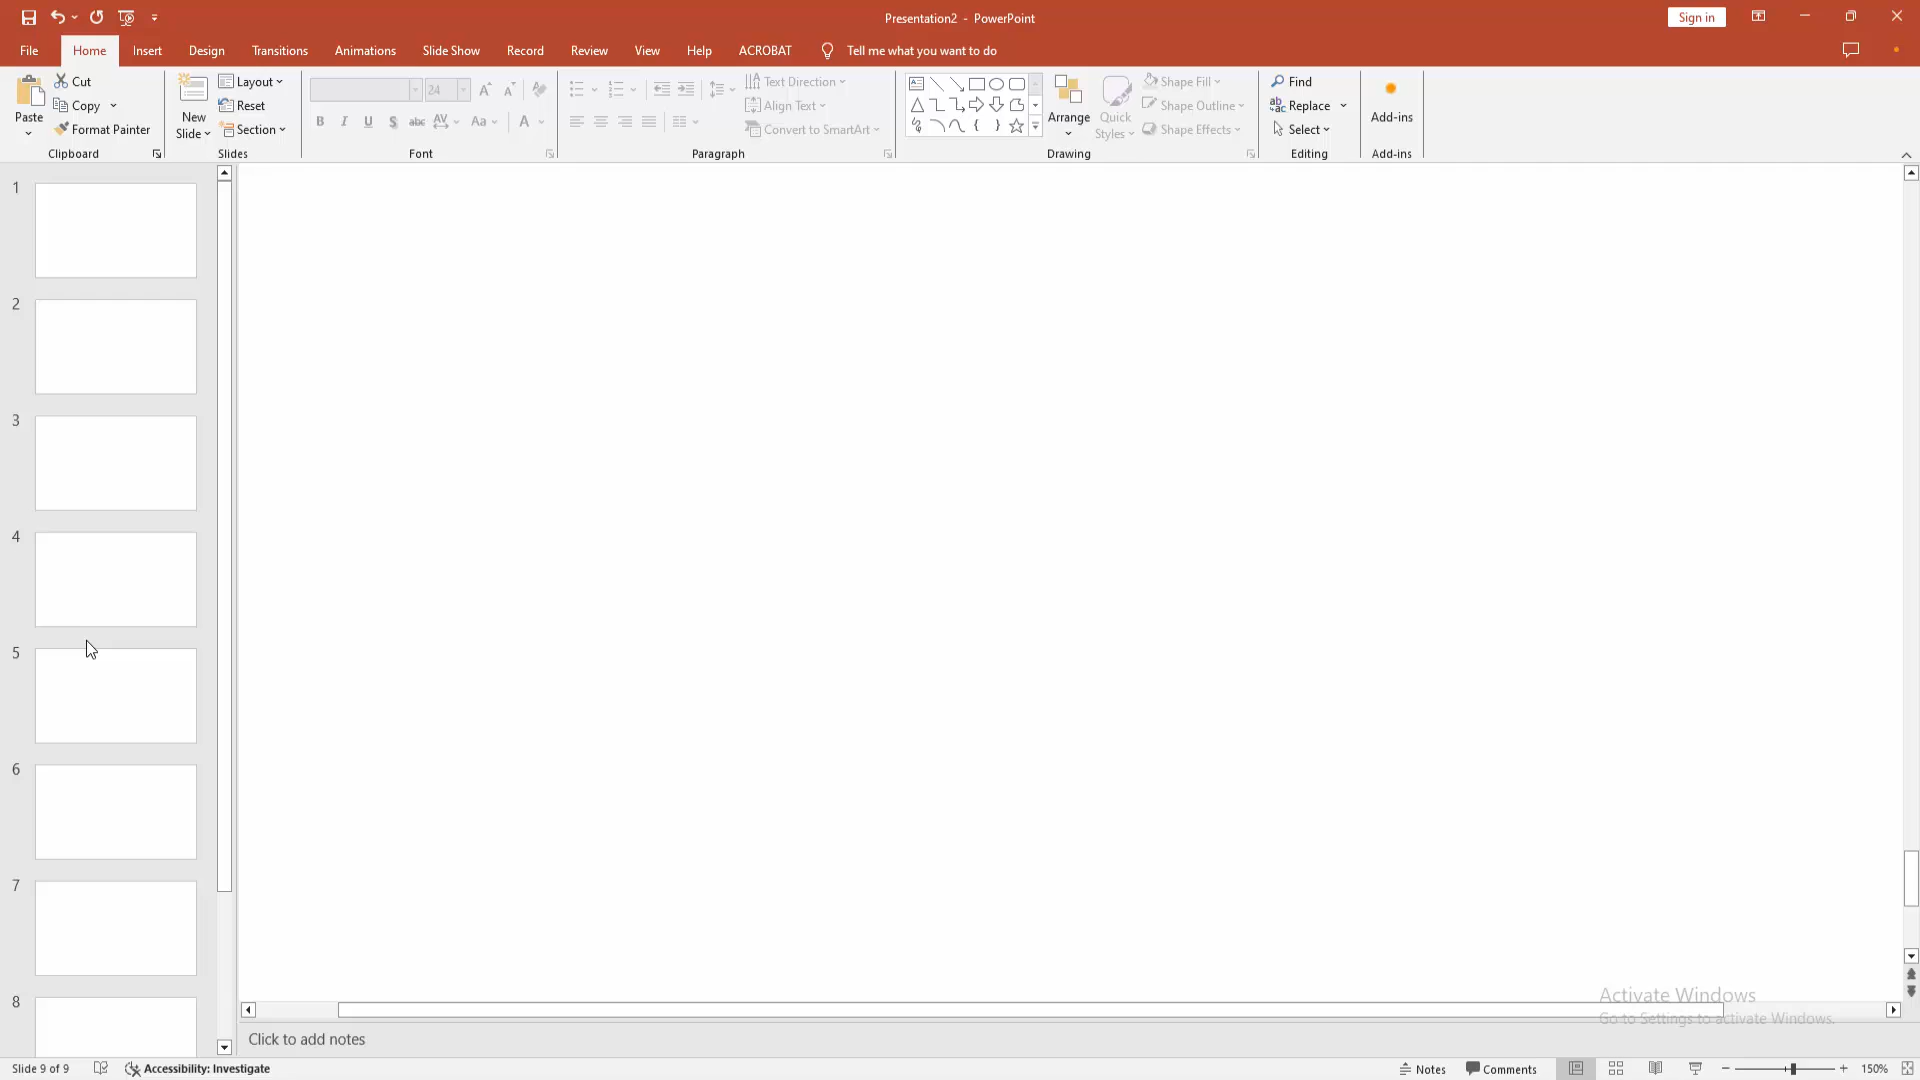 Presentation2 - PowerPoint
Sign in
File Home Insert Design Transitions Animations Slide Show Record Review View Help ACROBAT Tell me what you want to do
Paste
Cut
Copy
Format Painter
Clipboard
New
Slide
Layout
Reset
Section
Slides
24
B I U S abc AV Aa A
Font
Text Direction
Align Text
Convert to SmartArt
Paragraph
Arrange
Quick
Styles
Shape Fill
Shape Outline
Shape Effects
Drawing
Find
Replace
Select
Editing
Add-ins
Add-ins
1
2
3
4
5
6
7
8
Activate Windows
Go to Settings to activate Windows.
Click to add notes
Slide 9 of 9
Accessibility: Investigate
Notes
Comments
150%